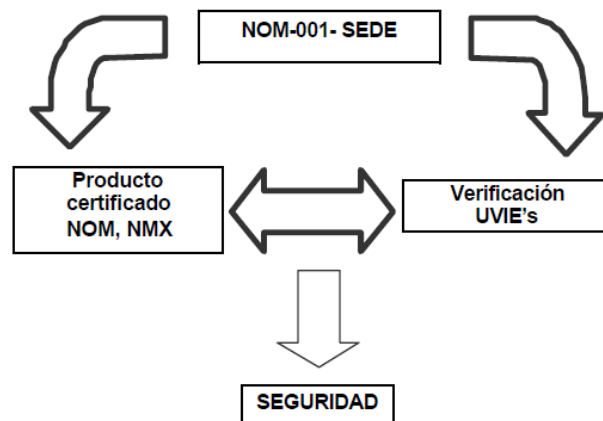 NOM-001- SEDE
Producto
certificado
NOM, NMX
Verificación
UVIE's
SEGURIDAD